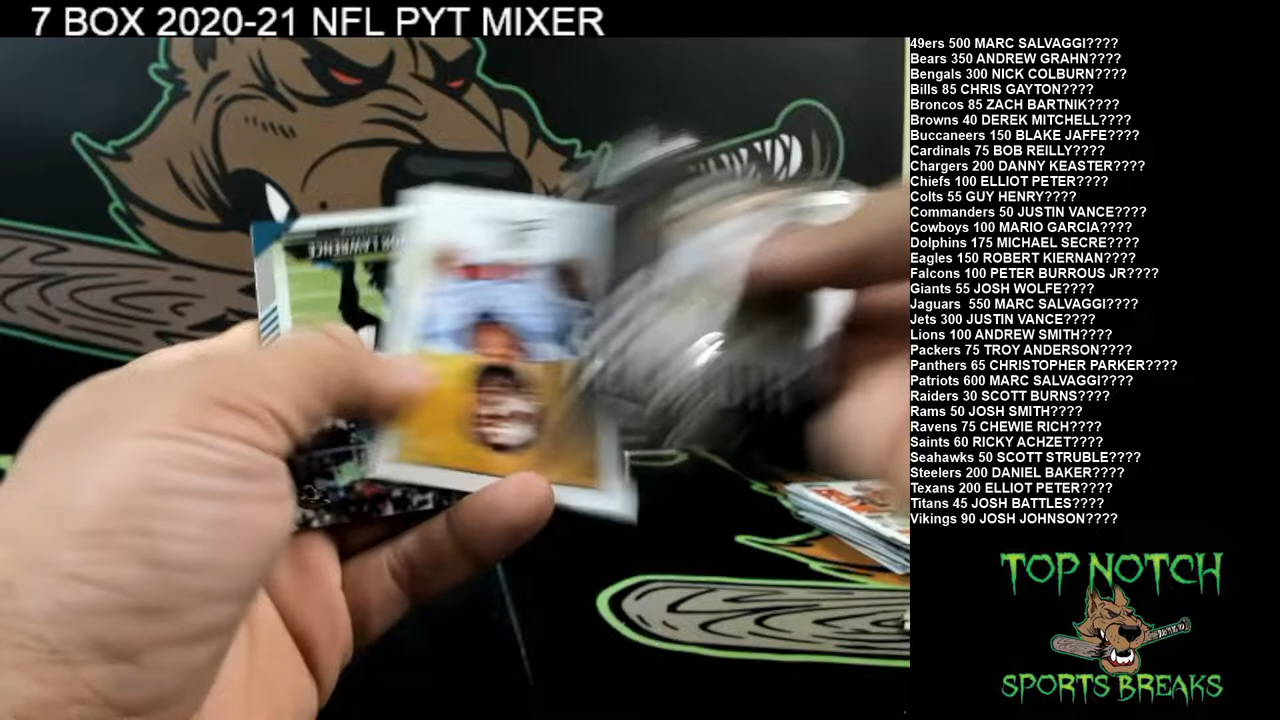 7 BOX 2020-21 NFL PYT MIXER
49ers 500 MARC SALVAGGI????
Bears 350 ANDREW GRAHN????
Bengals 300 NICK COLBURN????
Bills 85 CHRIS GAYTON????
Broncos 85 ZACH BARTNIK????
Browns 40 DEREK MITCHELL????
Buccaneers 150 BLAKE JAFFE????
Cardinals 75 BOB REILLY????
Chargers 200 DANNY KEASTER????
Chiefs 100 ELLIOT PETER????
Colts 55 GUY HENRY????
Commanders 50 JUSTIN VANCE????
Cowboys 100 MARIO GARCIA????
Dolphins 175 MICHAEL SECRE????
Eagles 150 ROBERT KIERNAN????
Falcons 100 PETER BURROUS JR????
Giants 55 JOSH WOLFE????
Jaguars  550 MARC SALVAGGI????
Jets 300 JUSTIN VANCE????
Lions 100 ANDREW SMITH????
Packers 75 TROY ANDERSON????
Panthers 65 CHRISTOPHER PARKER????
Patriots 600 MARC SALVAGGI????
Raiders 30 SCOTT BURNS????
Rams 50 JOSH SMITH????
Ravens 75 CHEWIE RICH????
Saints 60 RICKY ACHZET????
Seahawks 50 SCOTT STRUBLE????
Steelers 200 DANIEL BAKER????
Texans 200 ELLIOT PETER????
Titans 45 JOSH BATTLES????
Vikings 90 JOSH JOHNSON????
LAWRENCE
TOP NOTCH
SPORTS BREAKS